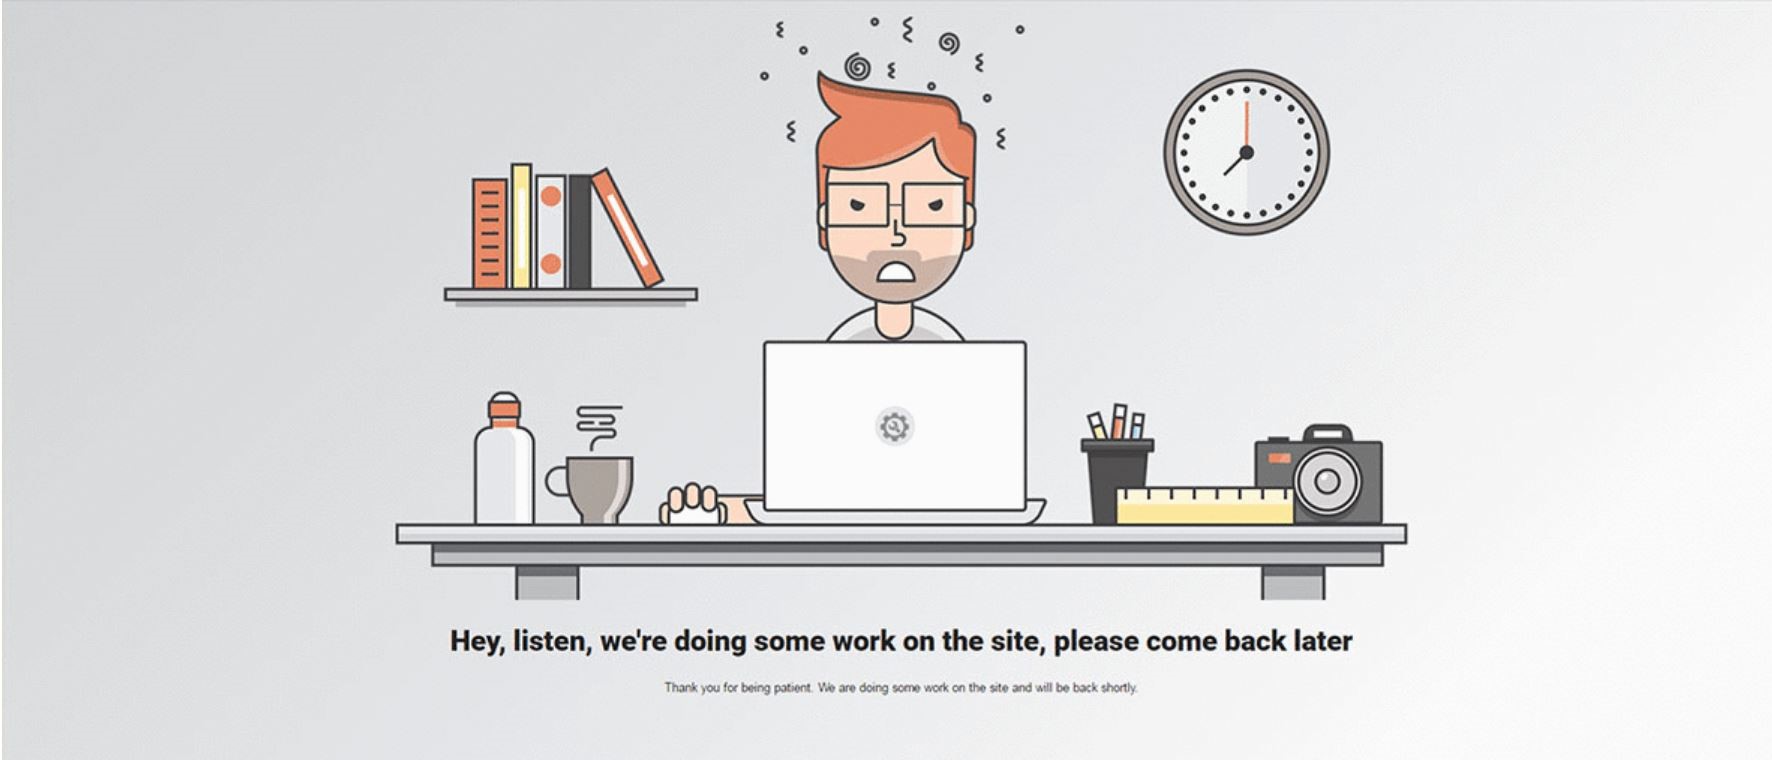 Hey, listen, we're doing some work on the site, please come back later
Thank you for being patient. We are doing some work on the site and will be back shortly.